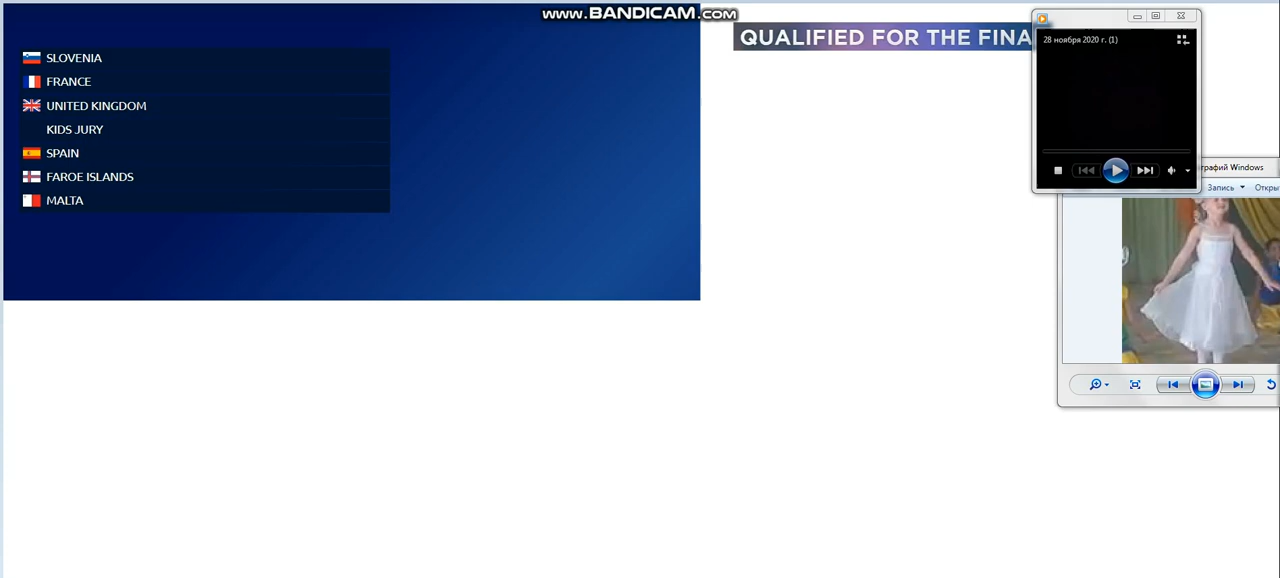 www.BANDICAM.com
QUALIFIED FOR THE FINA
SLOVENIA
FRANCE
UNITED KINGDOM
KIDS JURY
SPAIN
FAROE ISLANDS
MALTA
28 ноября 2020 г. (1)
графий Windows
Запись
Откры